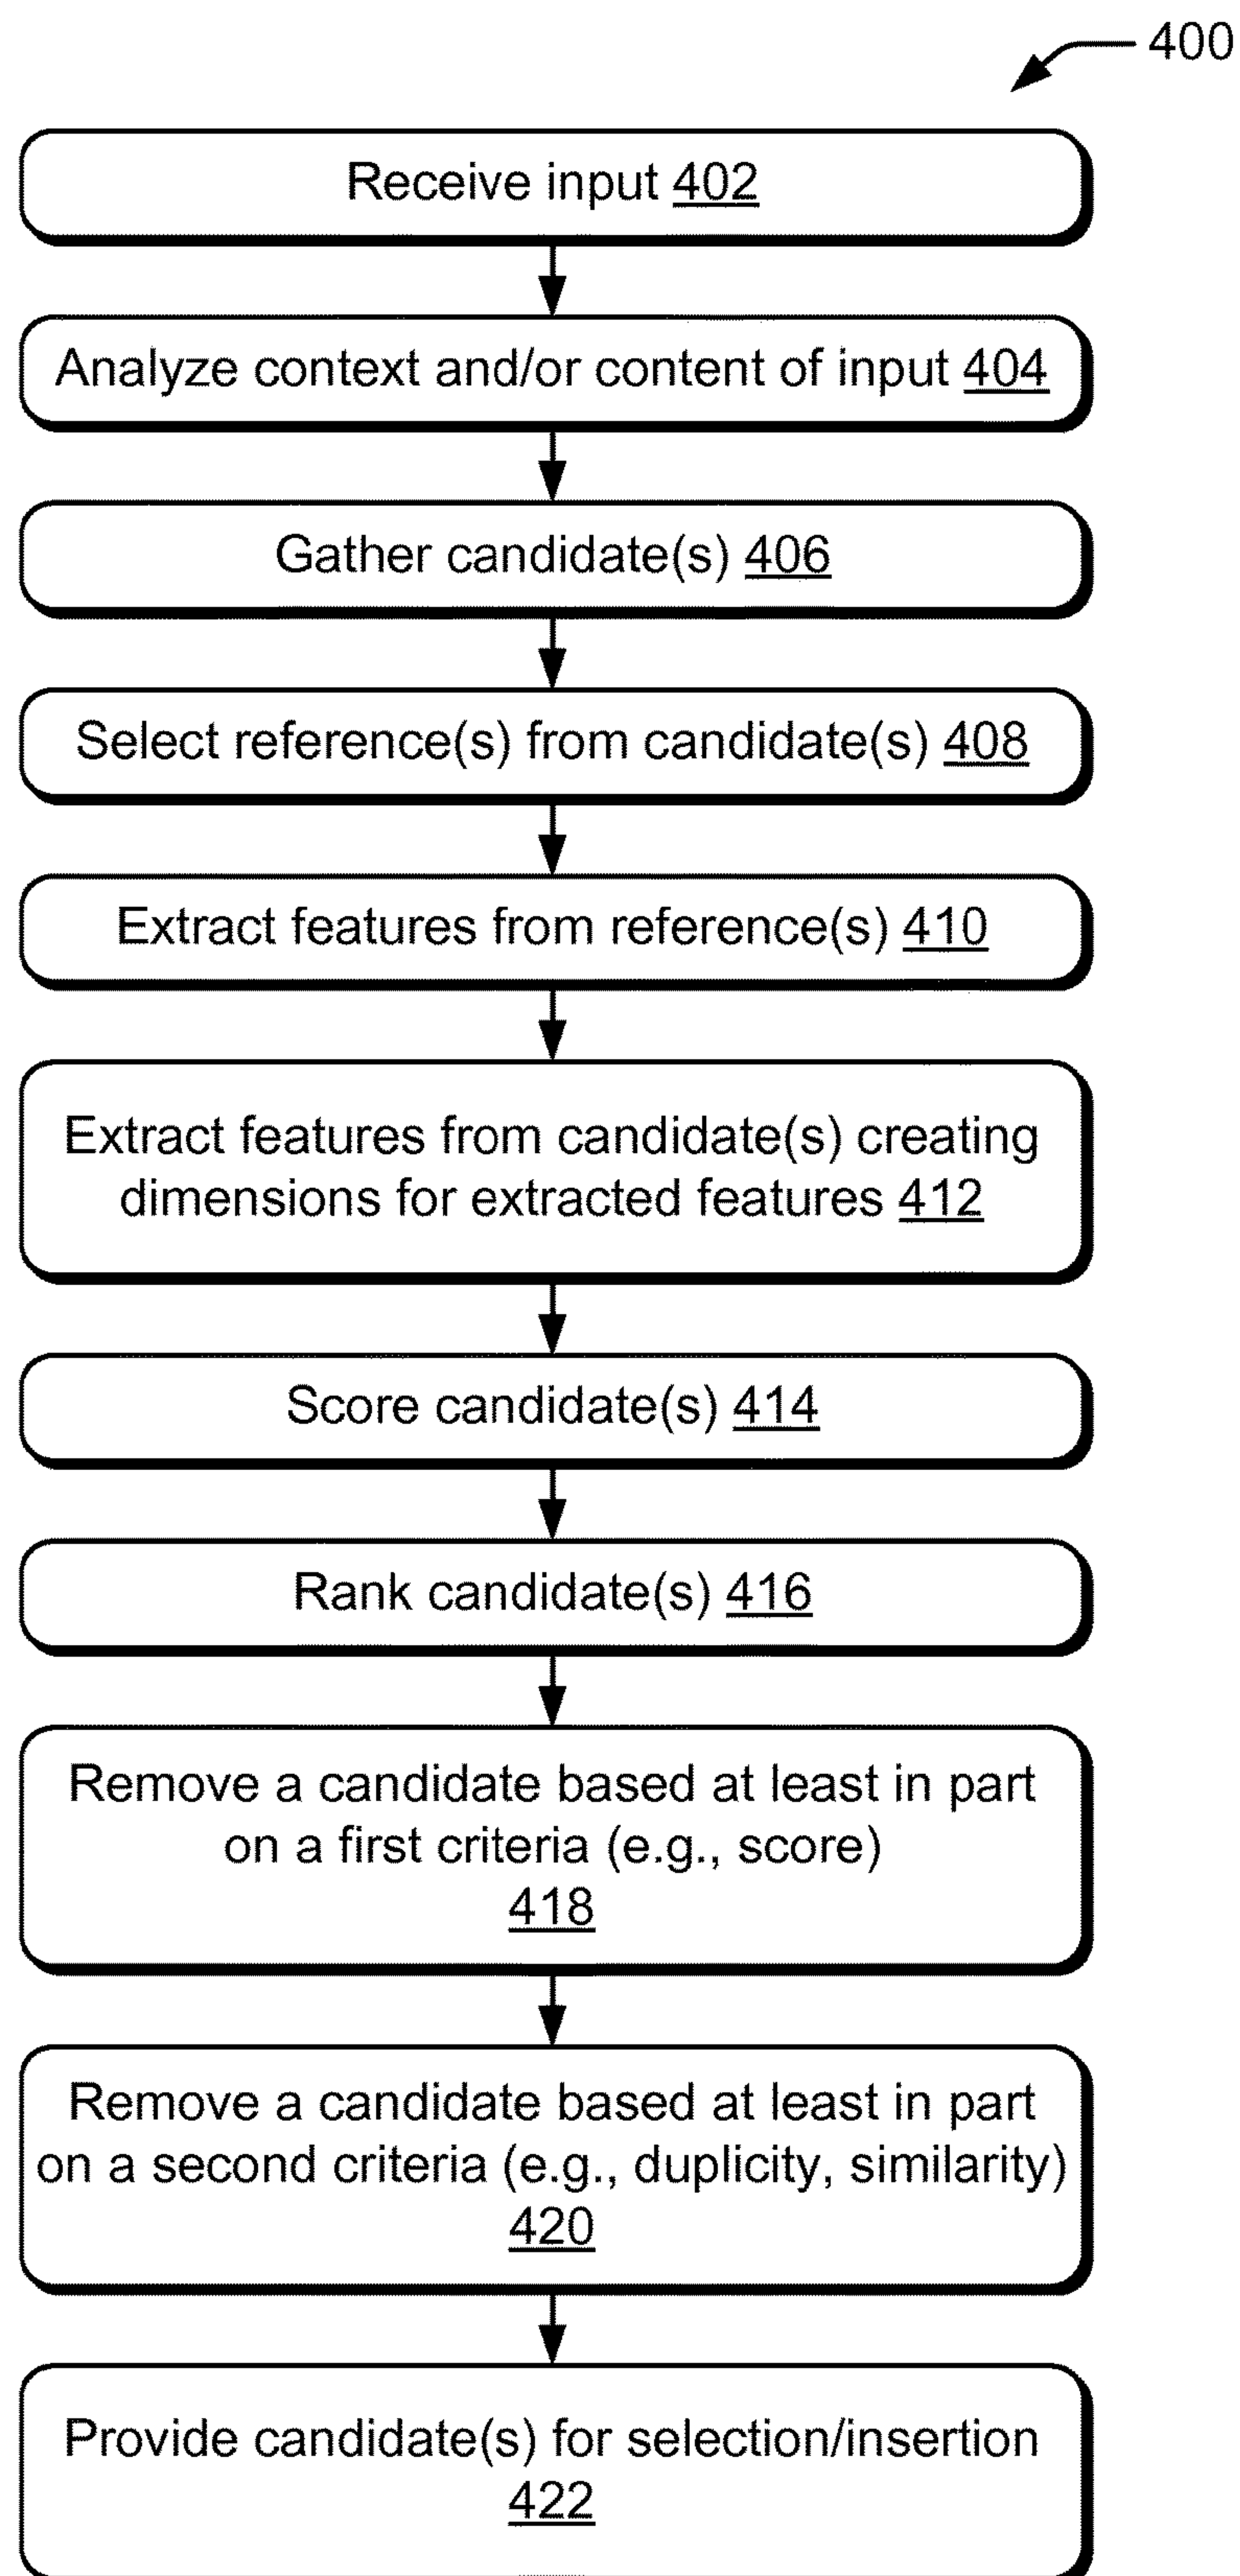 400
Receive input 402
Analyze context and/or content of input 404
Gather candidate(s) 406
Select reference(s) from candidate(s) 408
Extract features from reference(s) 410
Extract features from candidate(s) creating
dimensions for extracted features 412
Score candidate(s) 414
Rank candidate(s) 416
Remove a candidate based at least in part
on a first criteria (e.g., score)
418
Remove a candidate based at least in part
on a second criteria (e.g., duplicity, similarity)
420
Provide candidate(s) for selection/insertion
422